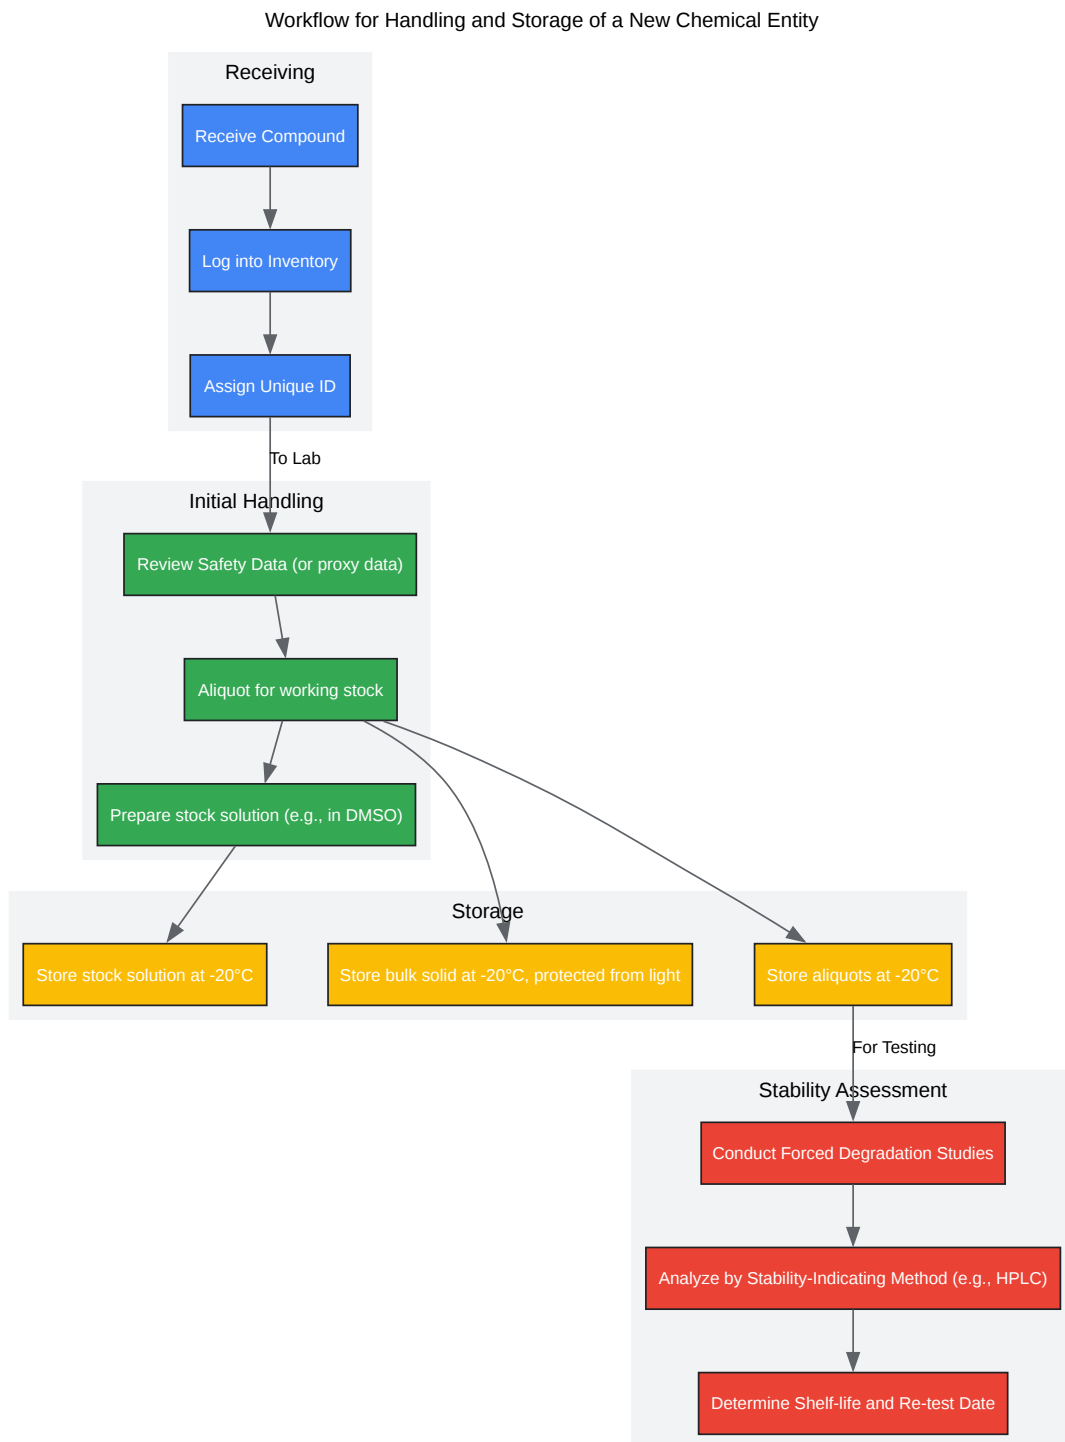 Workflow for Handling and Storage of a New Chemical Entity
Receiving
Receive Compound
Log into Inventory
Assign Unique ID
To Lab
Initial Handling
Review Safety Data (or proxy data)
Aliquot for working stock
Prepare stock solution (e.g., in DMSO)
Storage
Store stock solution at -20°C
Store bulk solid at -20°C, protected from light
Store aliquots at -20°C
For Testing
Stability Assessment
Conduct Forced Degradation Studies
Analyze by Stability-Indicating Method (e.g., HPLC)
Determine Shelf-life and Re-test Date